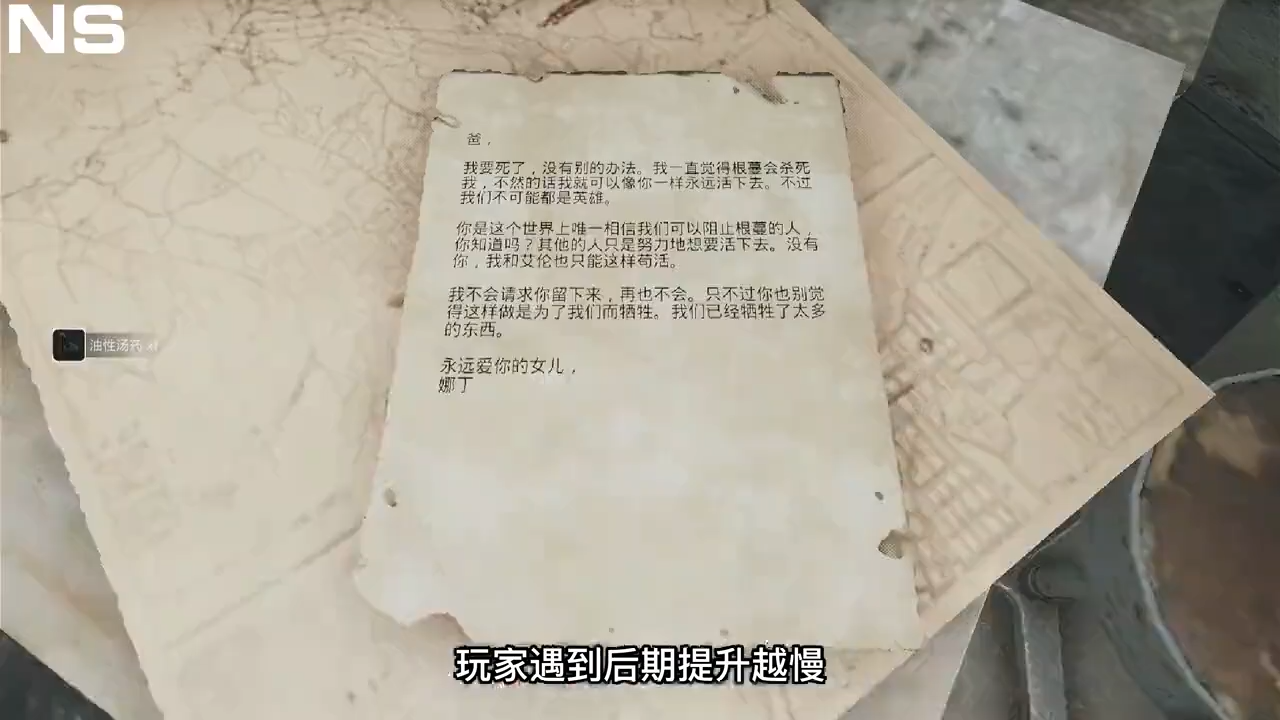 NS
爸，
我要死了，没有别的办法。我一直觉得根蔓会杀死
我，不然的话我就可以像你一样永远活下去。不过
我们不可能都是英雄。
你是这个世界上唯一相信我们可以阻止根蔓的人，
你知道吗？其他的人只是努力地想要活下去。没有
你，我和艾伦也只能这样苟活。
我不会请求你留下来，再也不会。只不过你也别觉
得这样做是为了我们而牺牲。我们已经牺牲了太多
的东西。
永远爱你的女儿，
娜丁
油性汤药
玩家遇到后期提升越慢